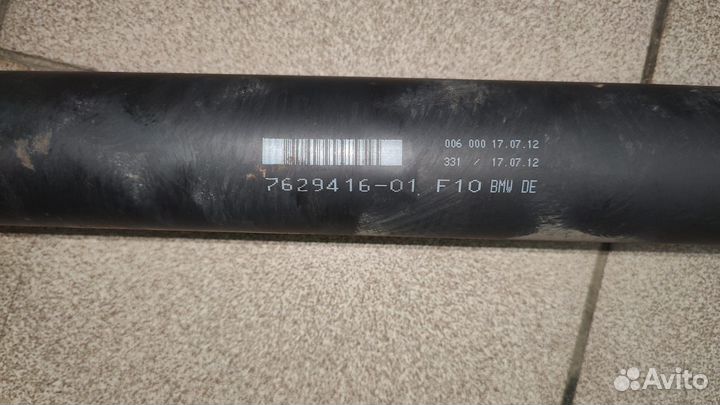 006 000 17.07.12
331 / 17.07.12
7629416-01 F10 BMW DE
Avito